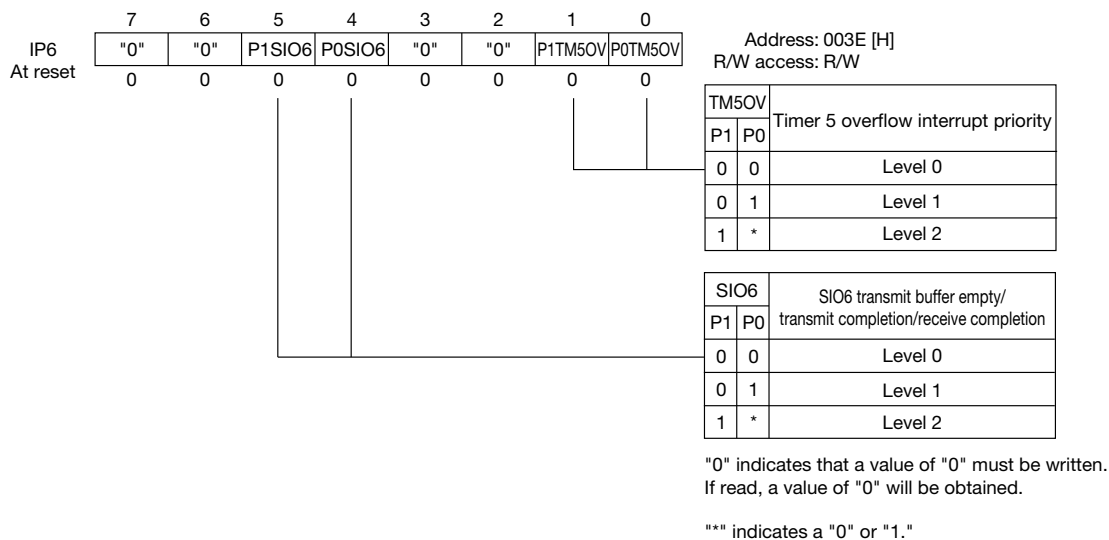 7 6 5 4 3 2 1 0
IP6 "0" "0" P1SIO6 P0SIO6 "0" "0" P1TM5OV P0TM5OV
At reset 0 0 0 0 0 0 0 0
Address: 003E [H]
R/W access: R/W
TM5OV Timer 5 overflow interrupt priority
P1 P0
0 0 Level 0
0 1 Level 1
1 * Level 2
SIO6 SIO6 transmit buffer empty/
P1 P0 transmit completion/receive completion
0 0 Level 0
0 1 Level 1
1 * Level 2
"0" indicates that a value of "0" must be written.
If read, a value of "0" will be obtained.
"*" indicates a "0" or "1."